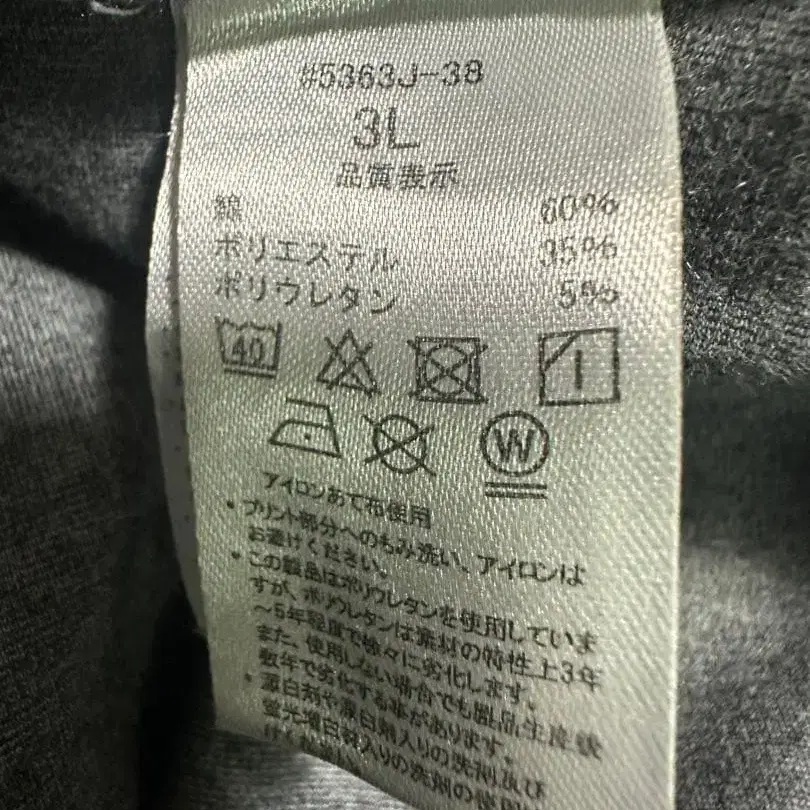 #5363J-38
3L
品質表示
綿 60%
ポリエステル 35%
ポリウレタン 5%
40
W
アイロンあて布使用
・プリント部分へのもみ洗い、アイロンは
お避けください。
・この製品はポリウレタンを使用していま
すが、ポリウレタンは素材の特性上3年
～5年程度で徐々に劣化します。
また、使用しない場合でも製品生産後
数年で劣化する事があります。
・漂白剤や漂白剤入りの洗剤及び
蛍光増白剤入りの洗剤の使用